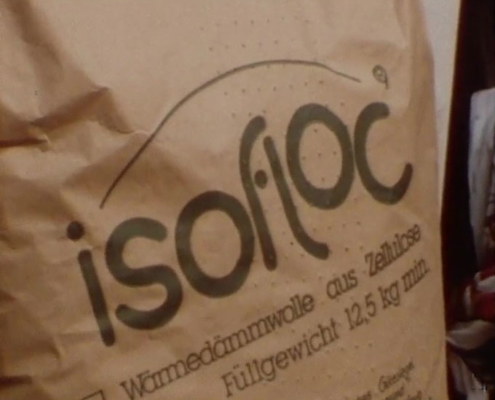 isofloc
Wärmedämmwolle aus Zellulose
Füllgewicht 12,5 kg min.